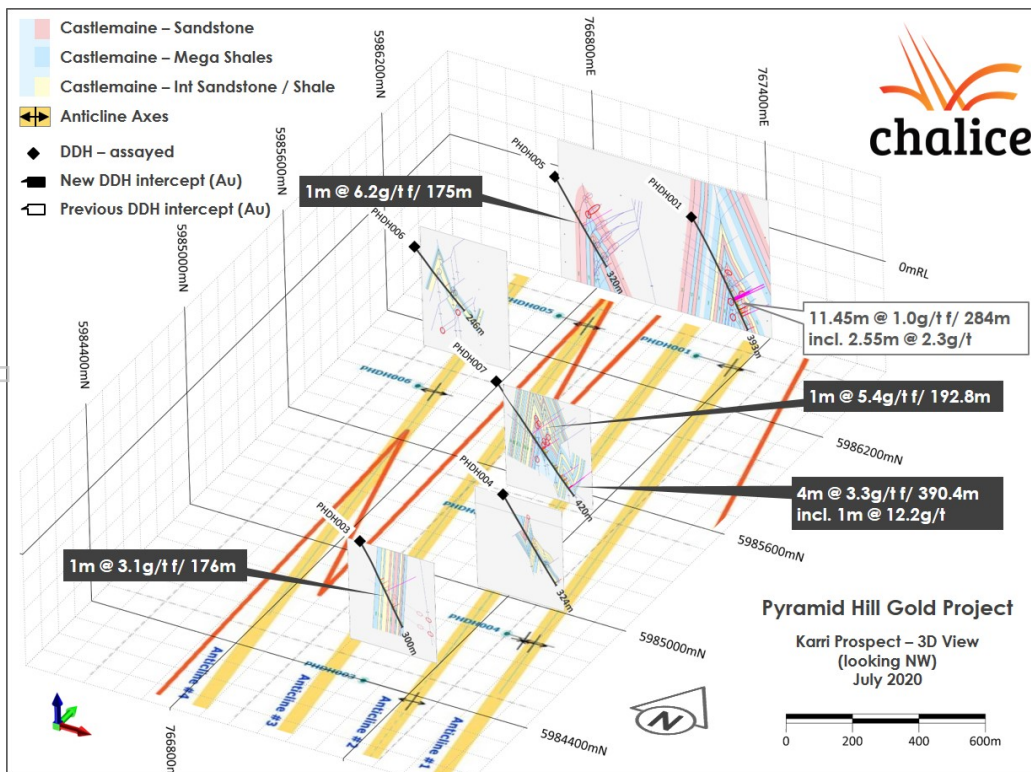 Castlemaine – Sandstone
Castlemaine – Mega Shales
Castlemaine – Int Sandstone / Shale
Anticline Axes
DDH – assayed
New DDH intercept (Au)
Previous DDH intercept (Au)
chalice
5986200mN
766800mE
767400mE
5985600mN
5985000mN
5984400mN
0mRL
PHDH005
PHDH001
1m @ 6.2g/t f/ 175m
PHDH006
320m
246m
393m
PHDH005
11.45m @ 1.0g/t f/ 284m
incl. 2.55m @ 2.3g/t
PHDH001
PHDH007
PHDH006
1m @ 5.4g/t f/ 192.8m
5986200mN
PHDH004
420m
4m @ 3.3g/t f/ 390.4m
incl. 1m @ 12.2g/t
PHDH003
5985600mN
1m @ 3.1g/t f/ 176m
324m
300m
PHDH004
5985000mN
PHDH003
Pyramid Hill Gold Project
Karri Prospect – 3D View
(looking NW)
July 2020
Anticline #4
Anticline #3
Anticline #2
Anticline #1
766800m
5984400mN
N
0 200 400 600m